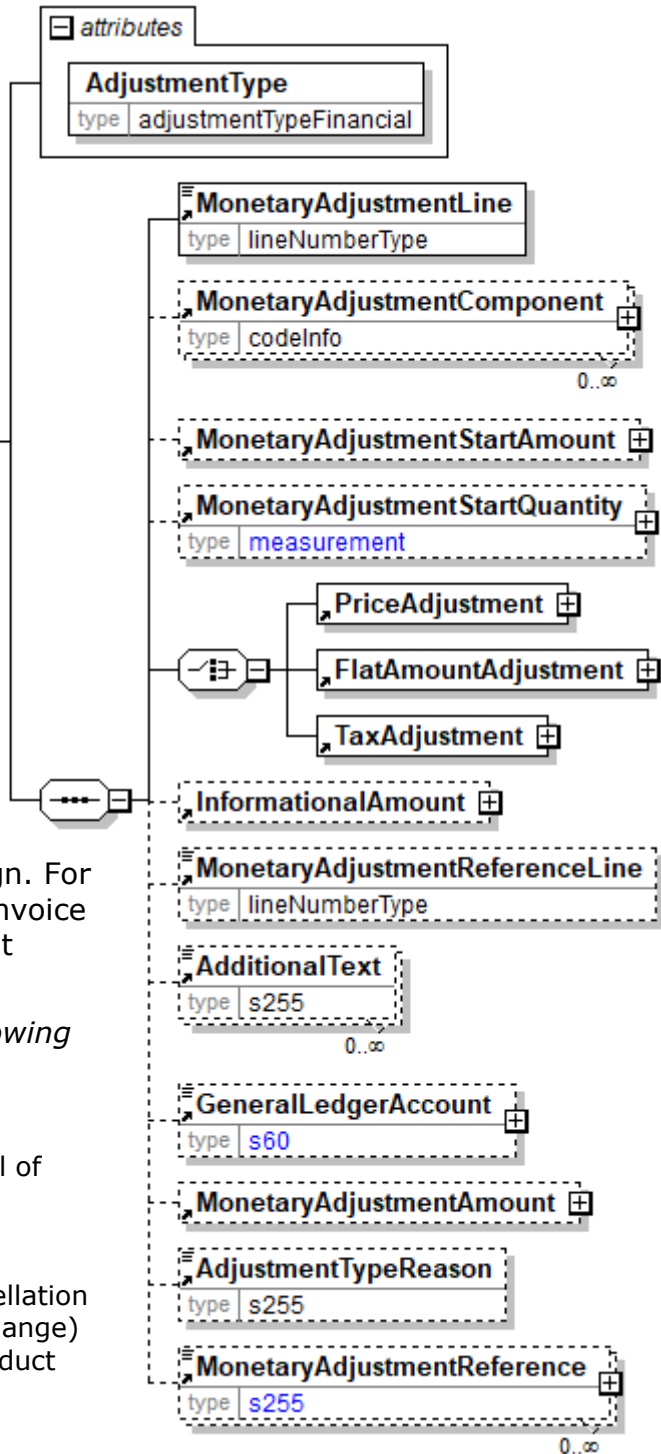 attributes
AdjustmentType
type adjustmentTypeFinancial
MonetaryAdjustmentLine
type lineNumberType
MonetaryAdjustmentComponent
type codeInfo
0..∞
MonetaryAdjustmentStartAmount
MonetaryAdjustmentStartQuantity
type measurement
PriceAdjustment
FlatAmountAdjustment
TaxAdjustment
InformationalAmount
MonetaryAdjustmentReferenceLine
type lineNumberType
AdditionalText
type s255
0..∞
GeneralLedgerAccount
type s60
MonetaryAdjustmentAmount
AdjustmentTypeReason
type s255
MonetaryAdjustmentReference
type s255
0..∞
For